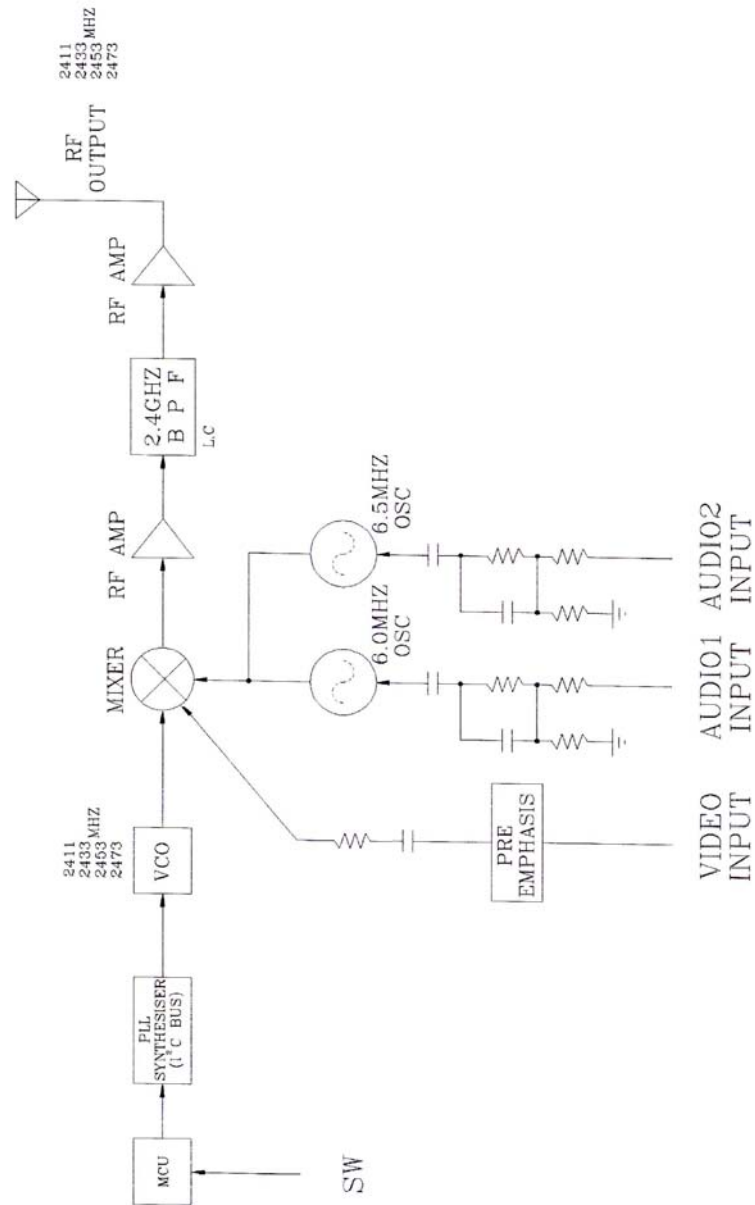 2411
2433 MHZ
2453
2473
RF
OUTPUT
RF AMP
2.4GHZ
B P F
L.C
RF AMP
MIXER
2411
2433 MHZ
2453
2473
VCO
PLL
SYNTHESISER
(I²C BUS)
MCU
SW
6.0MHZ
OSC
6.5MHZ
OSC
PRE
EMPHASIS
VIDEO
INPUT
AUDIO1
INPUT
AUDIO2
INPUT